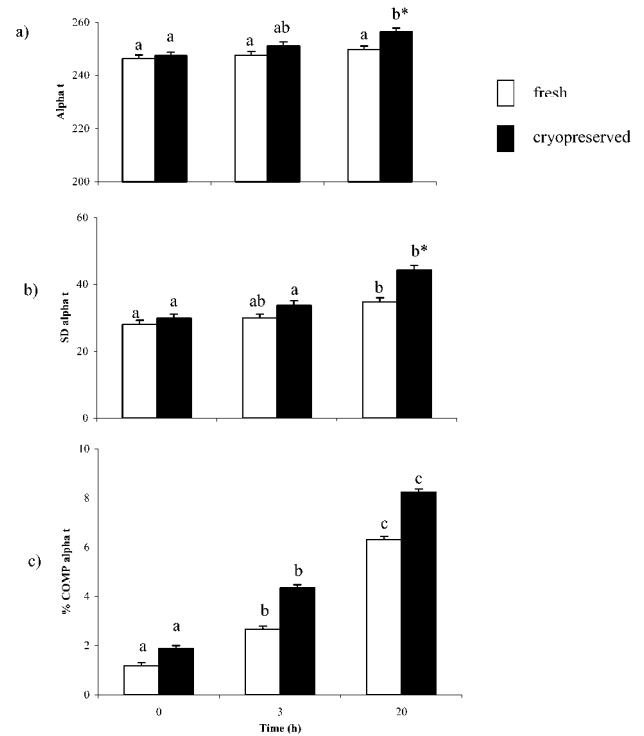 a)
260
240
220
200
Alpha t
a
a
a
ab
a
b*
fresh
cryopreserved
b)
60
40
20
0
SD alpha t
a
a
ab
a
b
b*
c)
10
8
6
4
2
0
% COMP alpha t
a
a
b
b
c
c
0
3
20
Time (h)